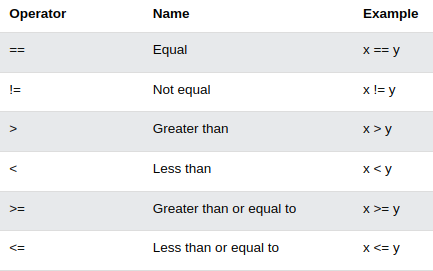 Operator Name Example
== Equal x == y
!= Not equal x != y
> Greater than x > y
< Less than x < y
>= Greater than or equal to x >= y
<= Less than or equal to x <= y